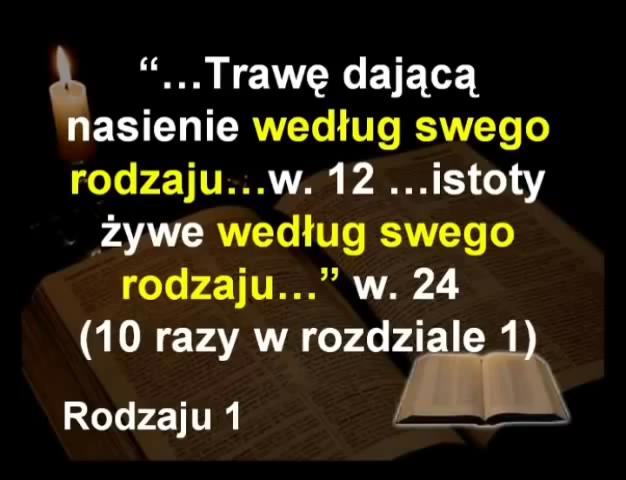 “…Trawę dającą
nasienie według swego
rodzaju…w. 12 …istoty
żywe według swego
rodzaju…” w. 24
(10 razy w rozdziale 1)
Rodzaju 1